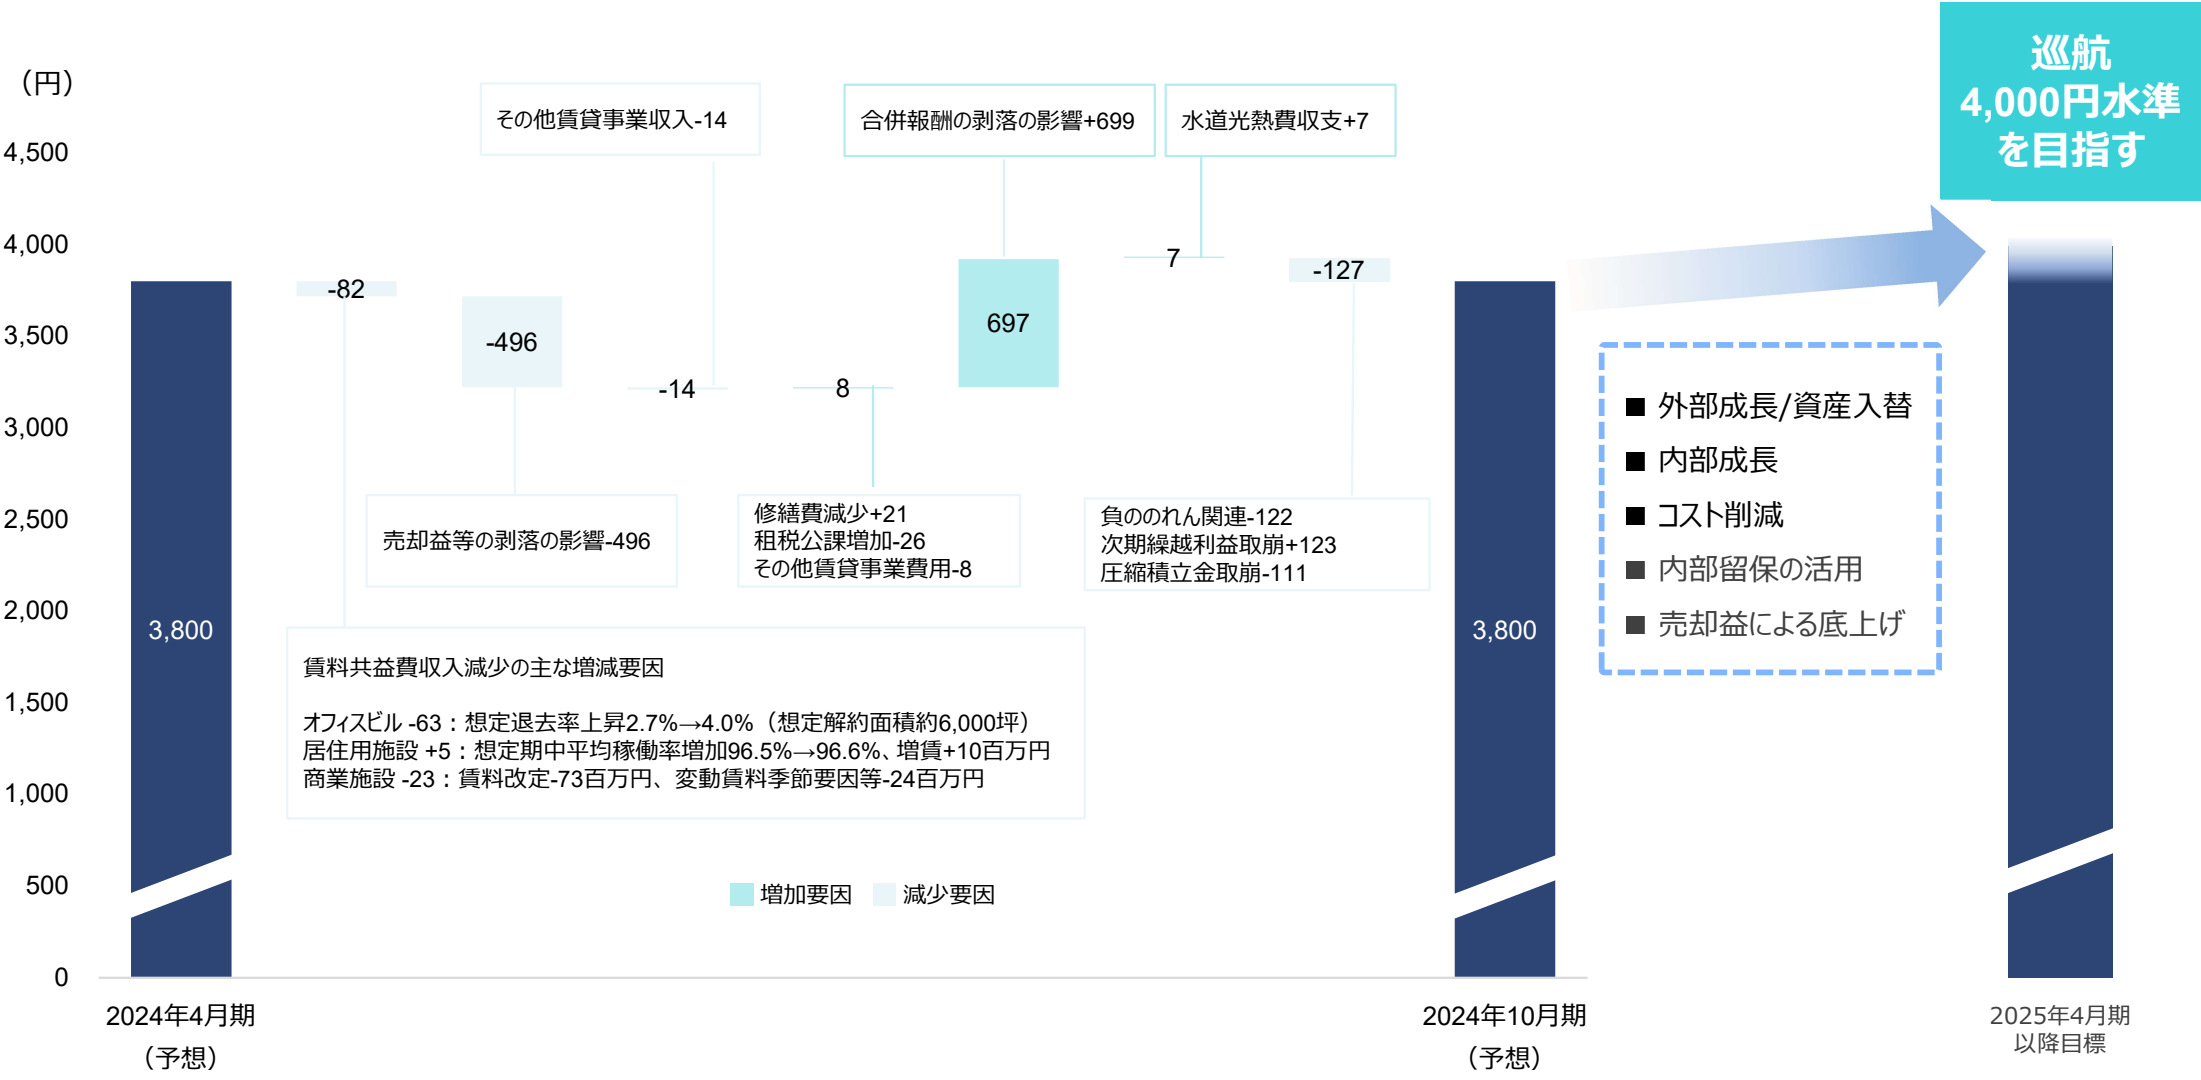 巡航
4,000円水準
を目指す
（円）
4,500
4,000
3,500
3,000
2,500
2,000
1,500
1,000
500
0
その他賃貸事業収入-14
合併報酬の剥落の影響+699
水道光熱費収支+7
3,800
-82
-496
-14
8
697
7
-127
3,800
売却益等の剥落の影響-496
修繕費減少+21
租税公課増加-26
その他賃貸事業費用-8
負ののれん関連-122
次期繰越利益取崩+123
圧縮積立金取崩-111
賃料共益費収入減少の主な増減要因
オフィスビル -63：想定退去率上昇2.7%→4.0%（想定解約面積約6,000坪）
居住用施設 +5：想定期中平均稼働率増加96.5%→96.6%、増賃+10百万円
商業施設 -23：賃料改定-73百万円、変動賃料季節要因等-24百万円
■ 外部成長/資産入替
■ 内部成長
■ コスト削減
■ 内部留保の活用
■ 売却益による底上げ
増加要因
減少要因
2024年4月期
（予想）
2024年10月期
（予想）
2025年4月期
以降目標